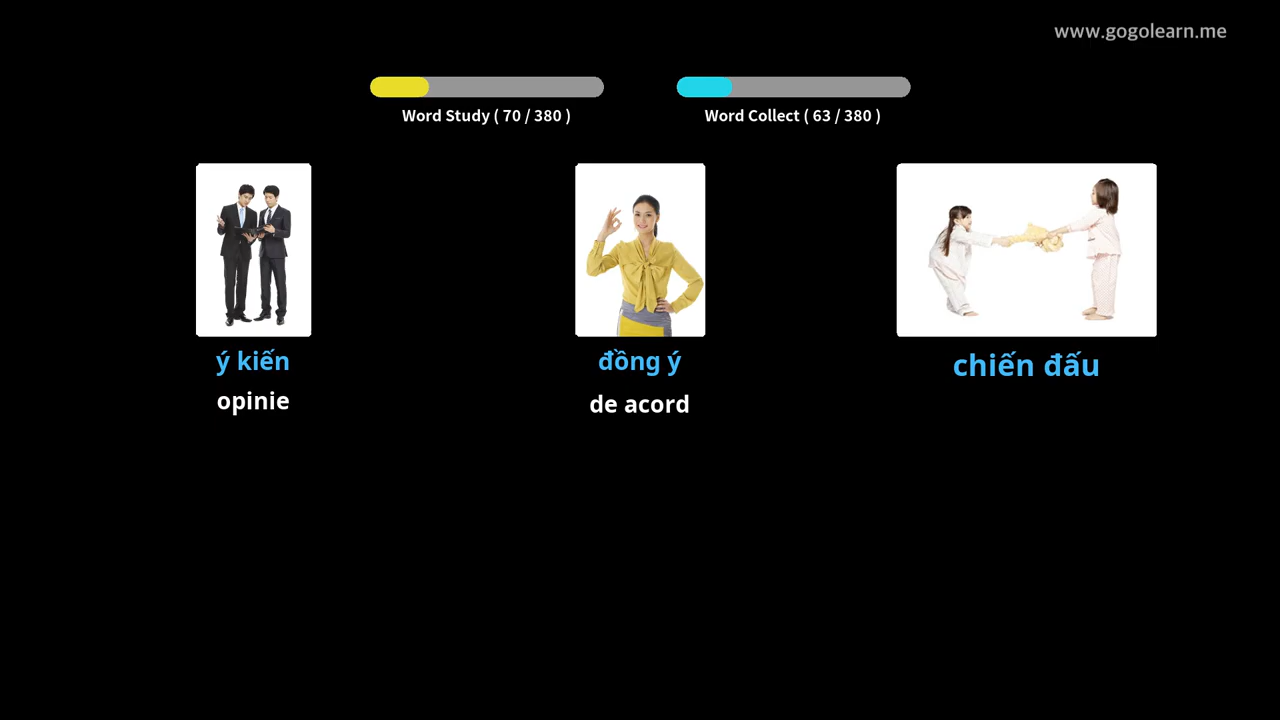 www.gogolearn.me
Word Study ( 70 / 380 )
Word Collect ( 63 / 380 )
ý kiến
opinie
đồng ý
de acord
chiến đấu